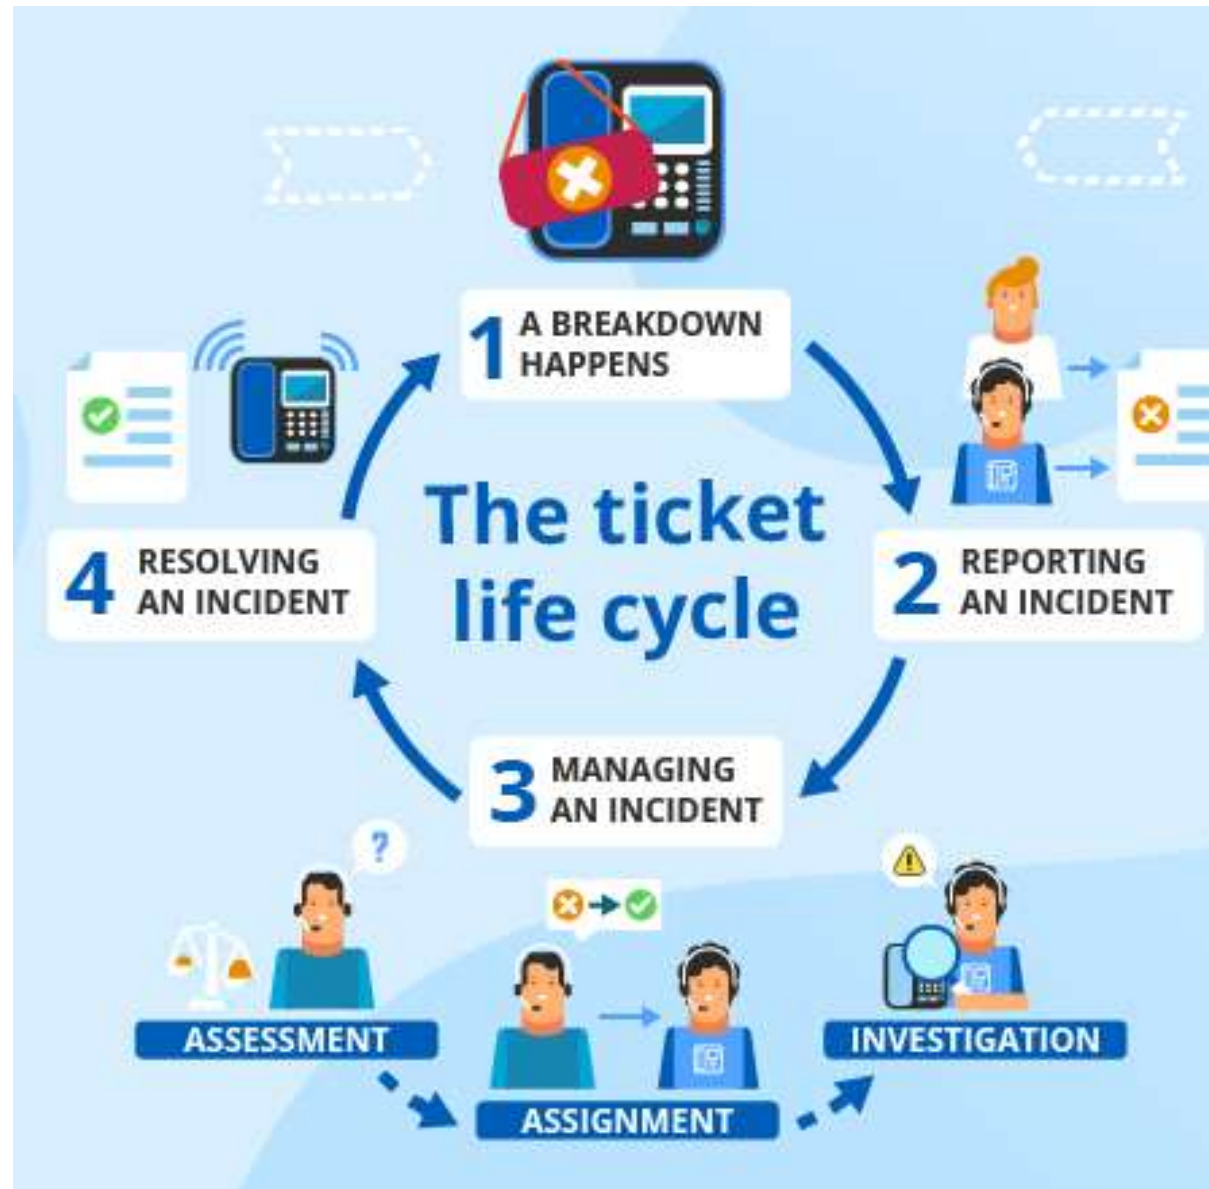 1 A BREAKDOWN
HAPPENS
The ticket
life cycle
4 RESOLVING
AN INCIDENT
2 REPORTING
AN INCIDENT
3 MANAGING
AN INCIDENT
?
!
ASSESSMENT
INVESTIGATION
ASSIGNMENT